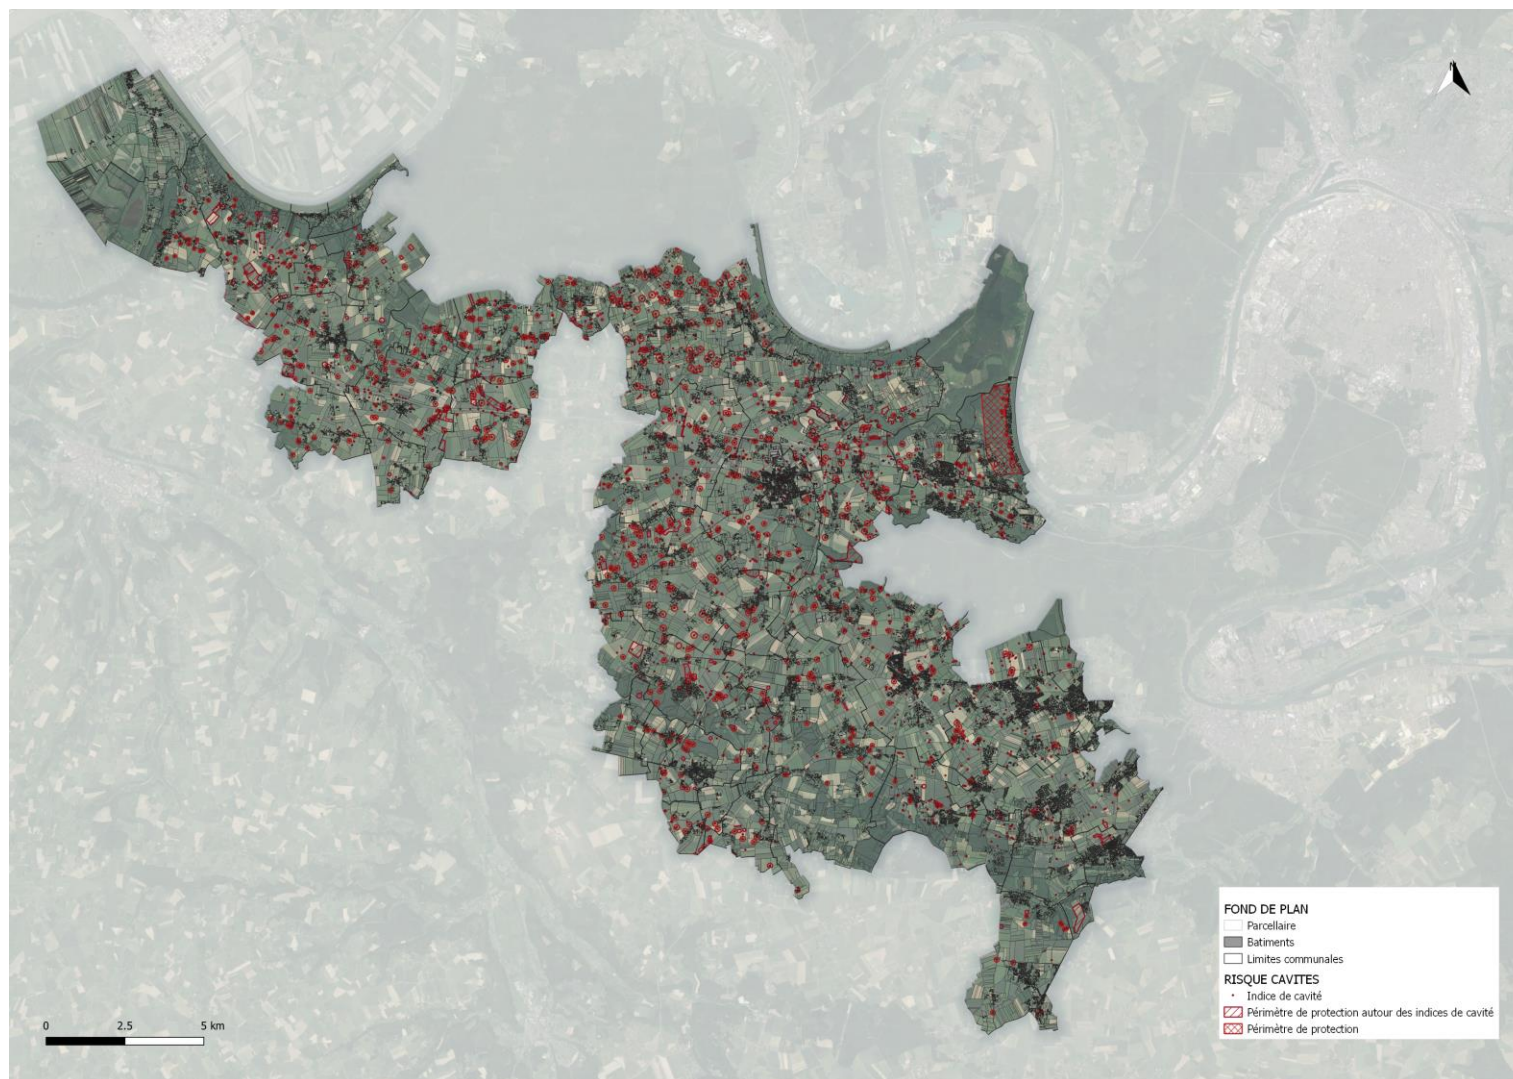 N
FOND DE PLAN
Parcellaire
Batiments
Limites communales
RISQUE CAVITES
Indice de cavité
Périmètre de protection autour des indices de cavité
Périmètre de protection
0 2.5 5 km